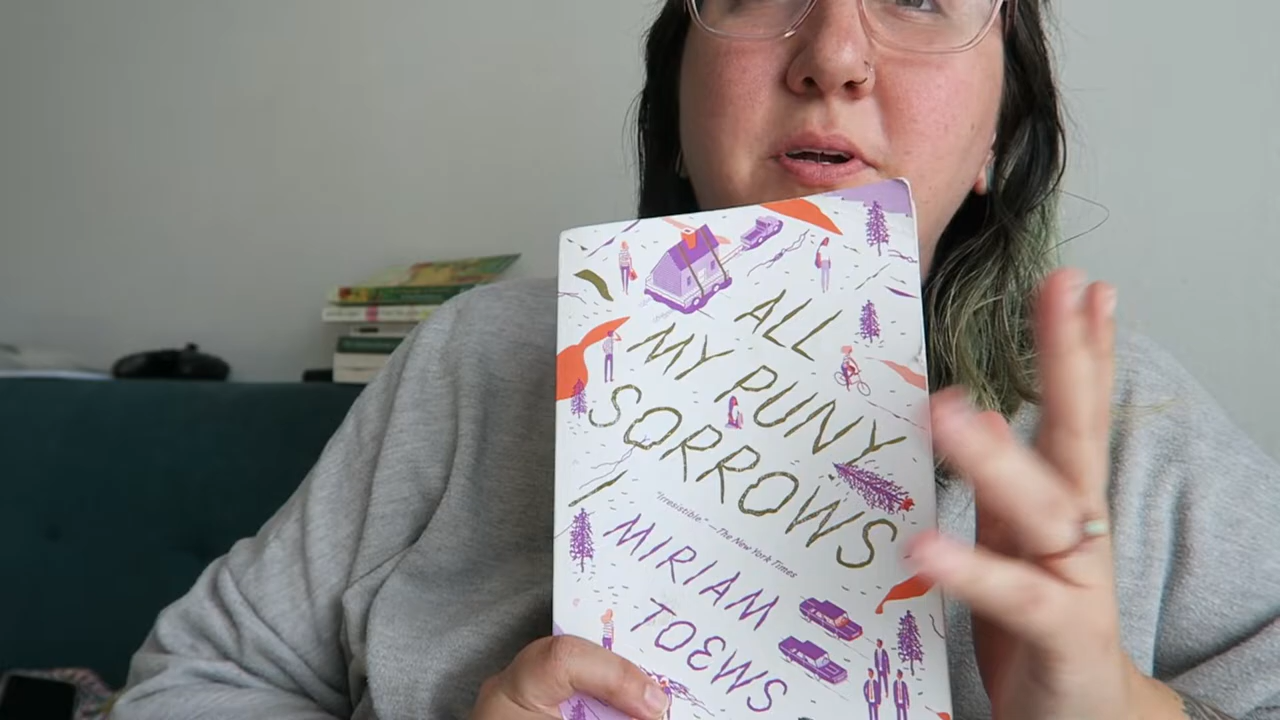 ALL
MY PUNY
SORROWS
"Irresistible" —The New York Times
MIRIAM
TOEWS